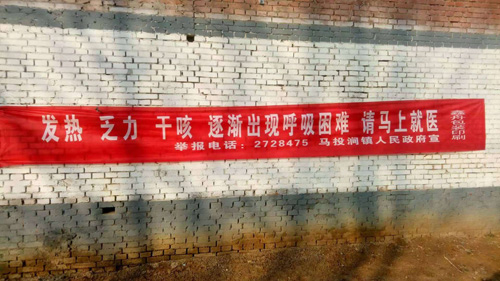 发热 乏力 干咳 逐渐出现呼吸困难 请马上就医
举报电话：2728475 马投涧镇人民政府宣